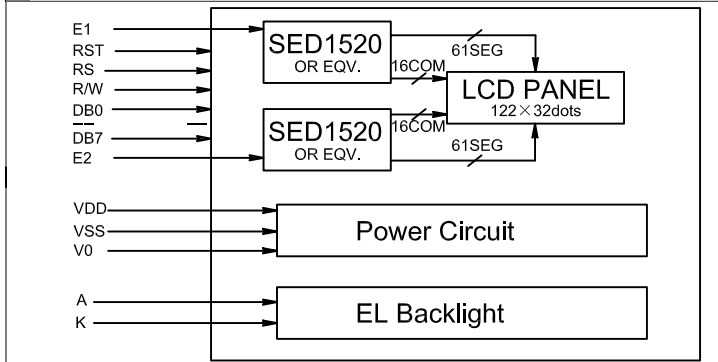 E1
RST
RS
R/W
DB0
DB7
E2
SED1520
OR EQV.
61SEG
16COM
LCD PANEL
122×32dots
SED1520
OR EQV.
16COM
61SEG
VDD
VSS
V0
Power Circuit
A
K
EL Backlight